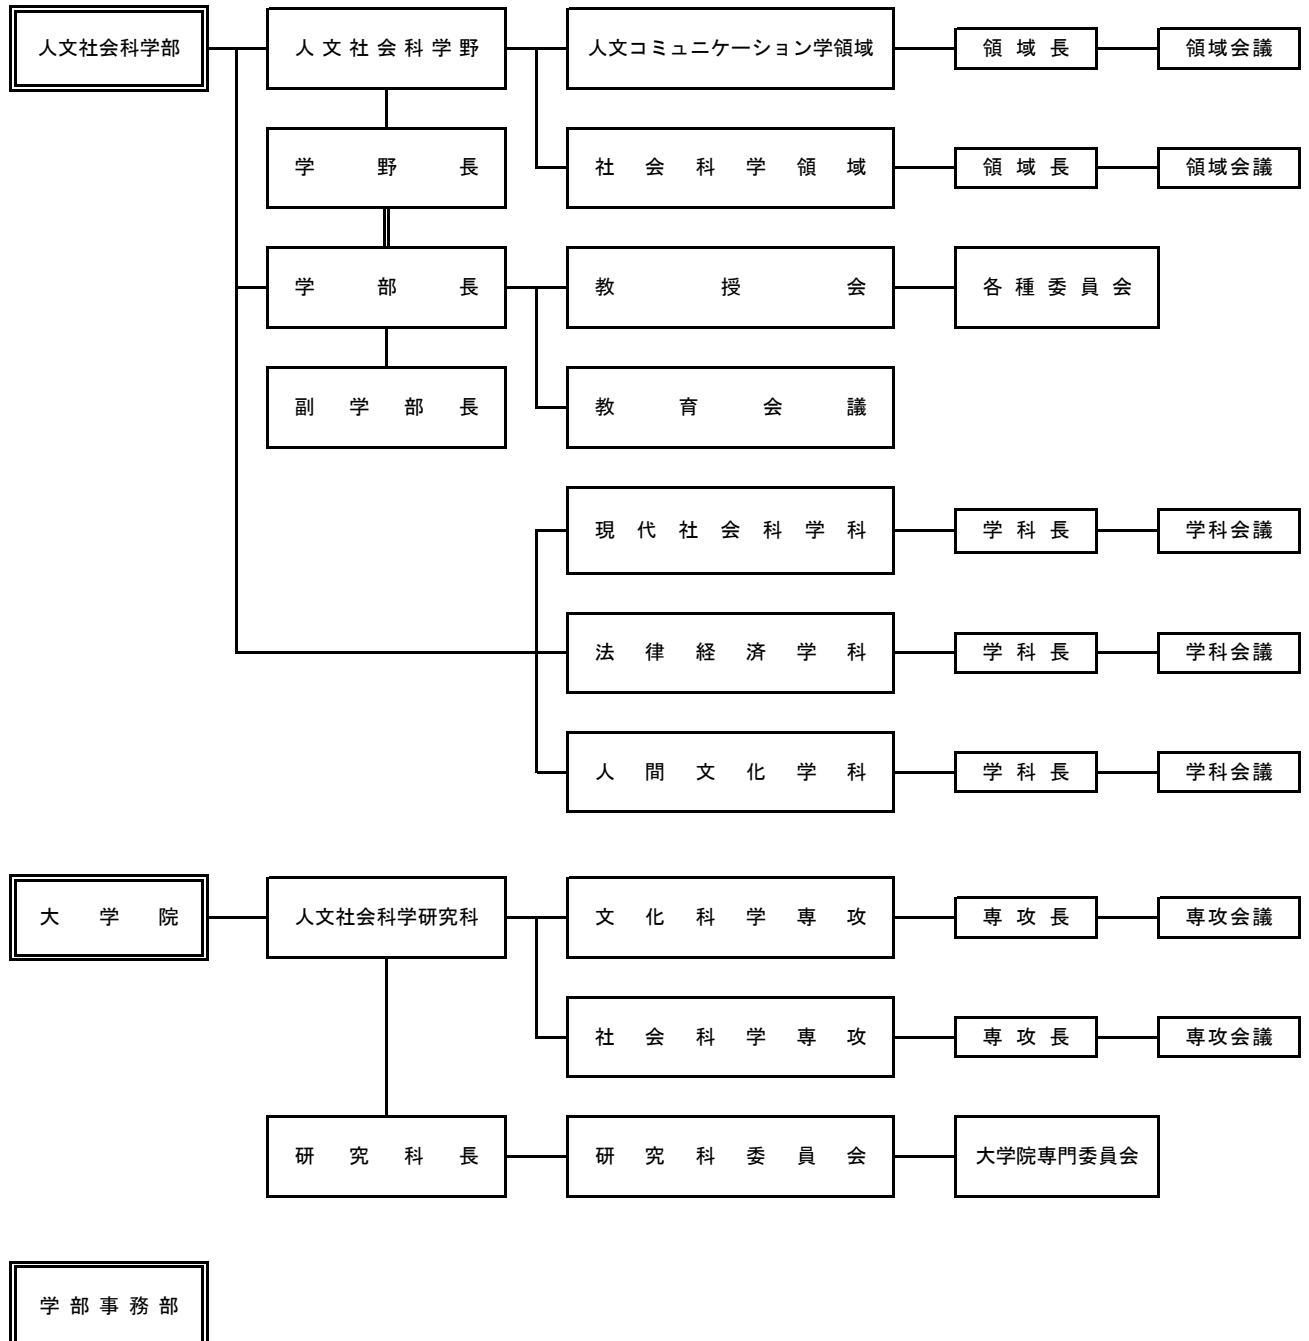 人文社会科学部 人文社会科学野 人文コミュニケーション学領域 領域長 領域会議
学野長 社会科学領域 領域長 領域会議
学部長 教授会 各種委員会
副学部長 教育会議
現代社会科学科 学科長 学科会議
法律経済学科 学科長 学科会議
人間文化学科 学科長 学科会議
大学院 人文社会科学研究科 文化科学専攻 専攻長 専攻会議
社会科学専攻 専攻長 専攻会議
研究科長 研究科委員会 大学院専門委員会
学部事務部